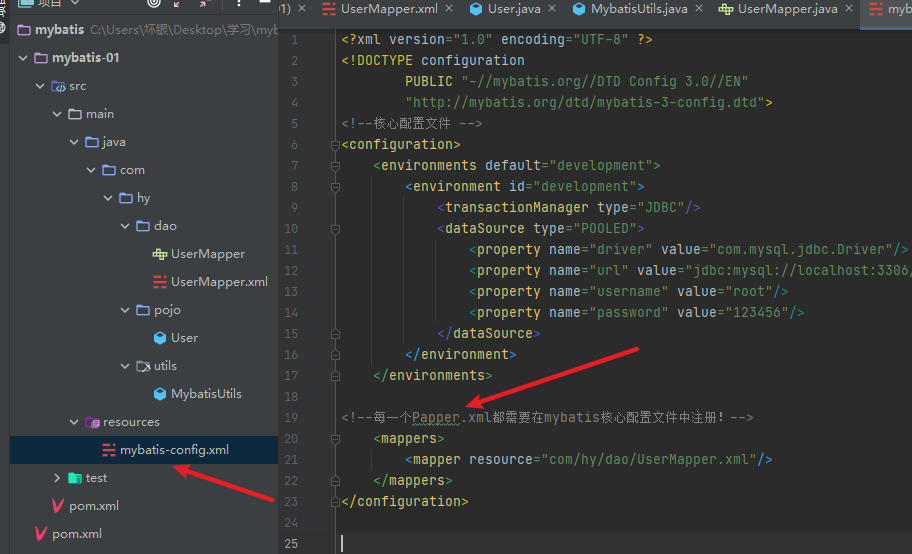 项目
mybatis C:\Users\坏银\Desktop\学习\myb
mybatis-01
src
main
java
com
hy
dao
UserMapper
UserMapper.xml
pojo
User
utils
MybatisUtils
resources
mybatis-config.xml
test
pom.xml
pom.xml
1) UserMapper.xml User.java MybatisUtils.java UserMapper.java myb
1 <?xml version="1.0" encoding="UTF-8" ?>
2 <!DOCTYPE configuration
3 PUBLIC "-//mybatis.org//DTD Config 3.0//EN"
4 "http://mybatis.org/dtd/mybatis-3-config.dtd">
5 <!--核心配置文件 -->
6 <configuration>
7 <environments default="development">
8 <environment id="development">
9 <transactionManager type="JDBC"/>
10 <dataSource type="POOLED">
11 <property name="driver" value="com.mysql.jdbc.Driver"/>
12 <property name="url" value="jdbc:mysql://localhost:3306/
13 <property name="username" value="root"/>
14 <property name="password" value="123456"/>
15 </dataSource>
16 </environment>
17 </environments>
18
19 <!--每一个Papper.xml都需要在mybatis核心配置文件中注册！-->
20 <mappers>
21 <mapper resource="com/hy/dao/UserMapper.xml"/>
22 </mappers>
23 </configuration>
24
25